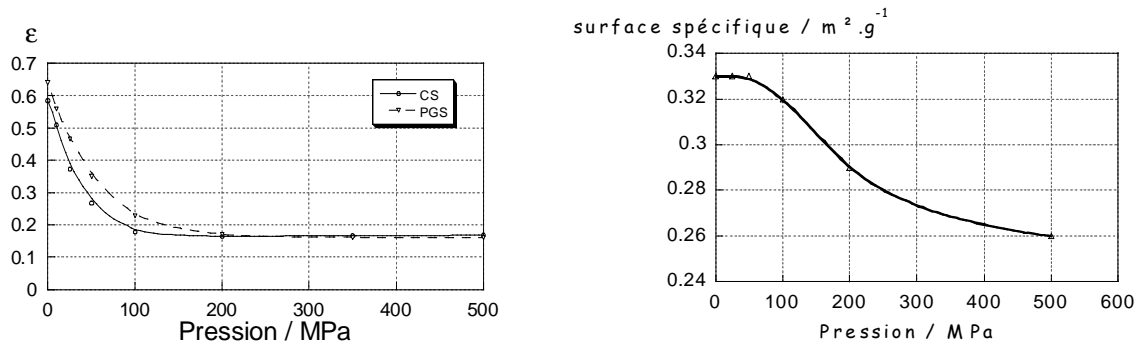 ε
0.7
0.6
0.5
0.4
0.3
0.2
0.1
0
0 100 200 300 400 500
Pression / MPa
CS
PGS
surface spécifique / m².g⁻¹
0.34
0.32
0.3
0.28
0.26
0.24
0 100 200 300 400 500 600
Pression / MPa